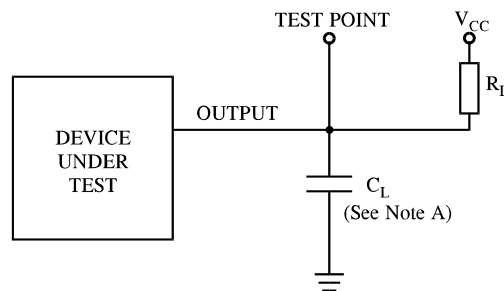 TEST POINT
V_CC
R_L
OUTPUT
DEVICE
UNDER
TEST
C_L
(See Note A)